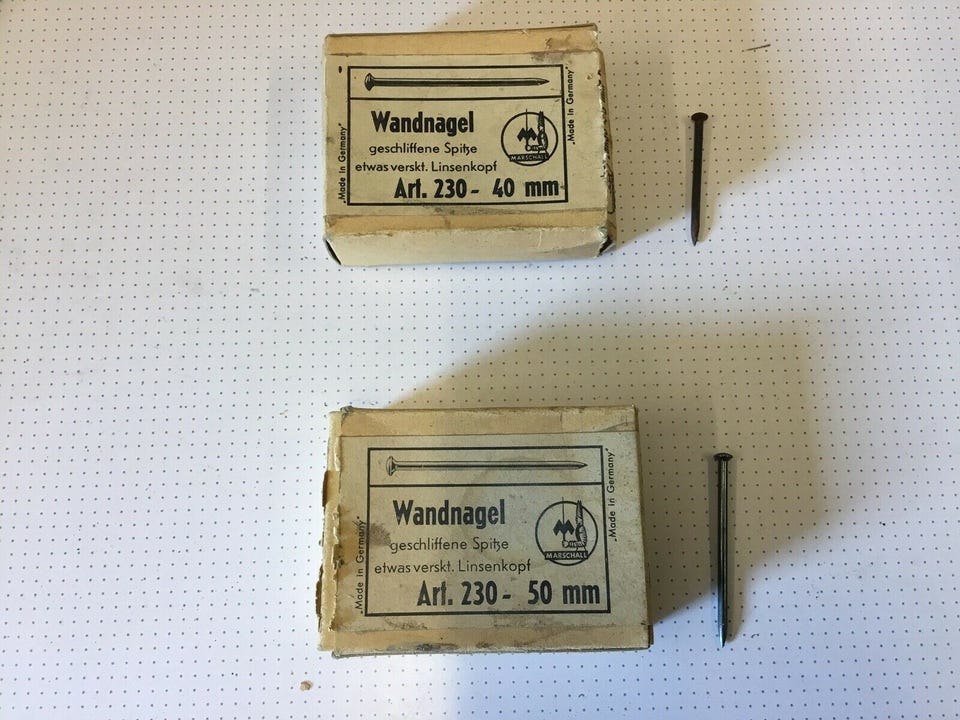 Wandnagel
geschliffene Spitze
etwas verskt. Linsenkopf
Art. 230 - 40 mm
MARSCHALL
„Made in Germany"
„Made in Germany"
Wandnagel
geschliffene Spitze
etwas verskt. Linsenkopf
Art. 230 - 50 mm
MARSCHALL
„Made in Germany"
„Made in Germany"